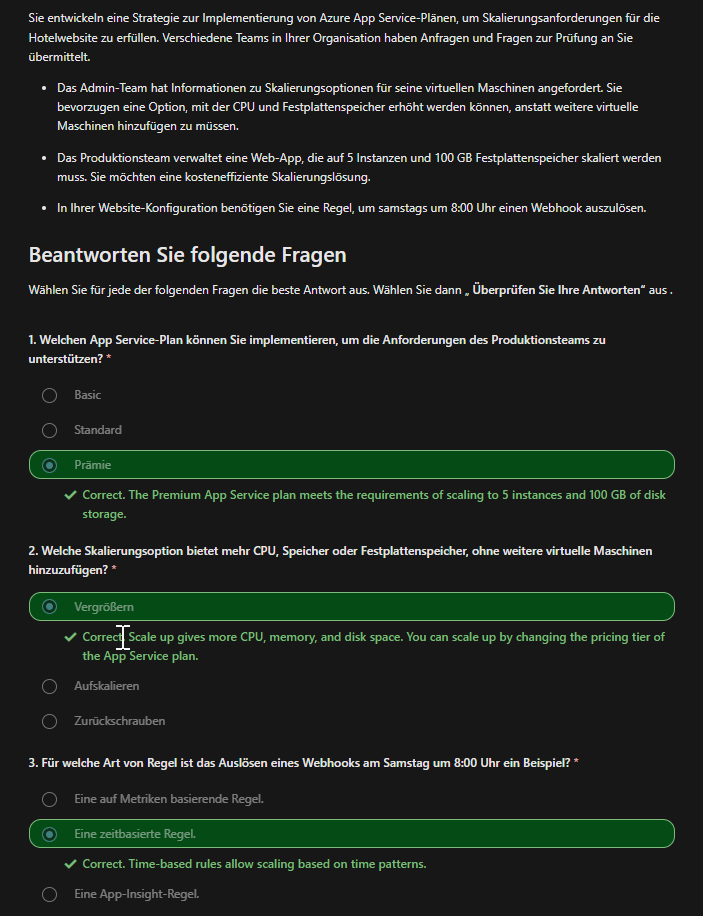 Sie entwickeln eine Strategie zur Implementierung von Azure App Service-Plänen, um Skalierungsanforderungen für die
Hotelwebsite zu erfüllen. Verschiedene Teams in Ihrer Organisation haben Anfragen und Fragen zur Prüfung an Sie
übermittelt.
• Das Admin-Team hat Informationen zu Skalierungsoptionen für seine virtuellen Maschinen angefordert. Sie
bevorzugen eine Option, mit der CPU und Festplattenspeicher erhöht werden können, anstatt weitere virtuelle
Maschinen hinzufügen zu müssen.
• Das Produktionsteam verwaltet eine Web-App, die auf 5 Instanzen und 100 GB Festplattenspeicher skaliert werden
muss. Sie möchten eine kosteneffiziente Skalierungslösung.
• In Ihrer Website-Konfiguration benötigen Sie eine Regel, um samstags um 8:00 Uhr einen Webhook auszulösen.
Beantworten Sie folgende Fragen
Wählen Sie für jede der folgenden Fragen die beste Antwort aus. Wählen Sie dann „ Überprüfen Sie Ihre Antworten“ aus .
1. Welchen App Service-Plan können Sie implementieren, um die Anforderungen des Produktionsteams zu
unterstützen? *
Basic
Standard
Prämie
✔ Correct. The Premium App Service plan meets the requirements of scaling to 5 instances and 100 GB of disk
storage.
2. Welche Skalierungsoption bietet mehr CPU, Speicher oder Festplattenspeicher, ohne weitere virtuelle Maschinen
hinzuzufügen? *
Vergrößern
✔ Correct. Scale up gives more CPU, memory, and disk space. You can scale up by changing the pricing tier of
the App Service plan.
Aufskalieren
Zurückschrauben
3. Für welche Art von Regel ist das Auslösen eines Webhooks am Samstag um 8:00 Uhr ein Beispiel? *
Eine auf Metriken basierende Regel.
Eine zeitbasierte Regel.
✔ Correct. Time-based rules allow scaling based on time patterns.
Eine App-Insight-Regel.